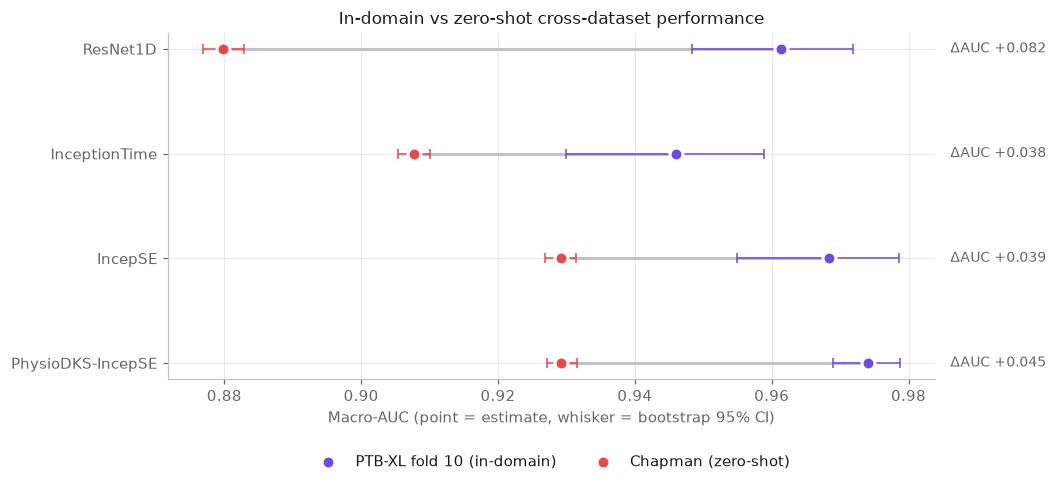 In-domain vs zero-shot cross-dataset performance
ResNet1D
ΔAUC +0.082
InceptionTime
ΔAUC +0.038
IncepSE
ΔAUC +0.039
PhysioDKS-IncepSE
ΔAUC +0.045
0.88 0.90 0.92 0.94 0.96 0.98
Macro-AUC (point = estimate, whisker = bootstrap 95% CI)
PTB-XL fold 10 (in-domain) Chapman (zero-shot)